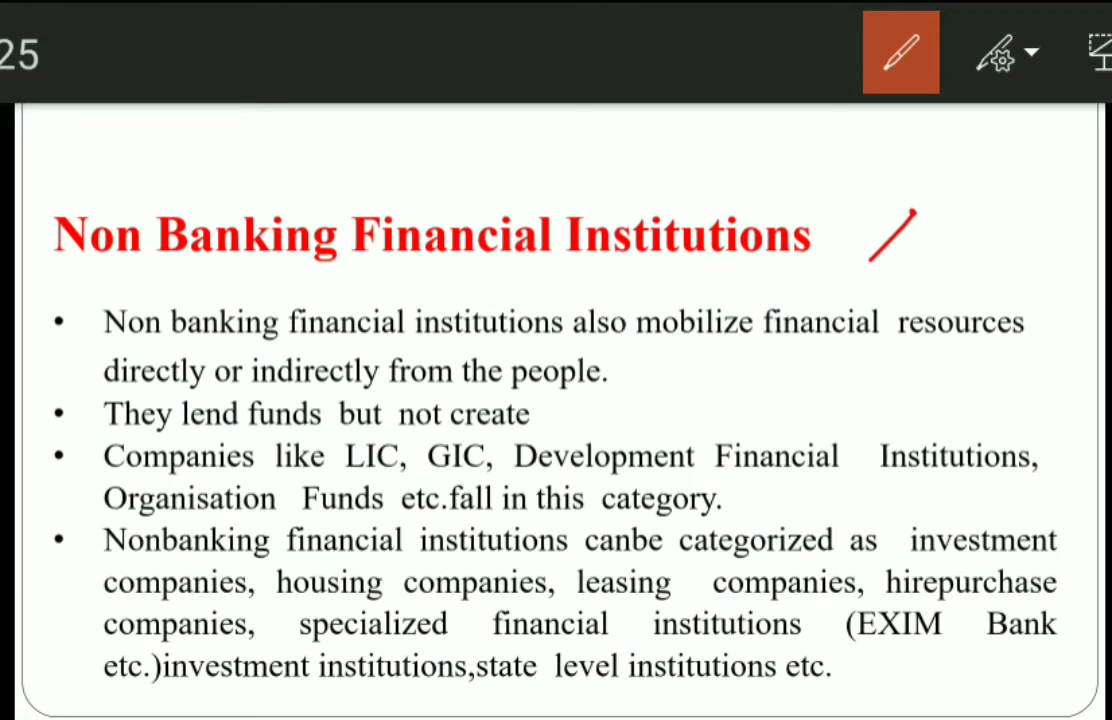 25
Non Banking Financial Institutions
• Non banking financial institutions also mobilize financial resources
directly or indirectly from the people.
• They lend funds but not create
• Companies like LIC, GIC, Development Financial Institutions,
Organisation Funds etc.fall in this category.
• Nonbanking financial institutions canbe categorized as investment
companies, housing companies, leasing companies, hirepurchase
companies, specialized financial institutions (EXIM Bank
etc.)investment institutions,state level institutions etc.